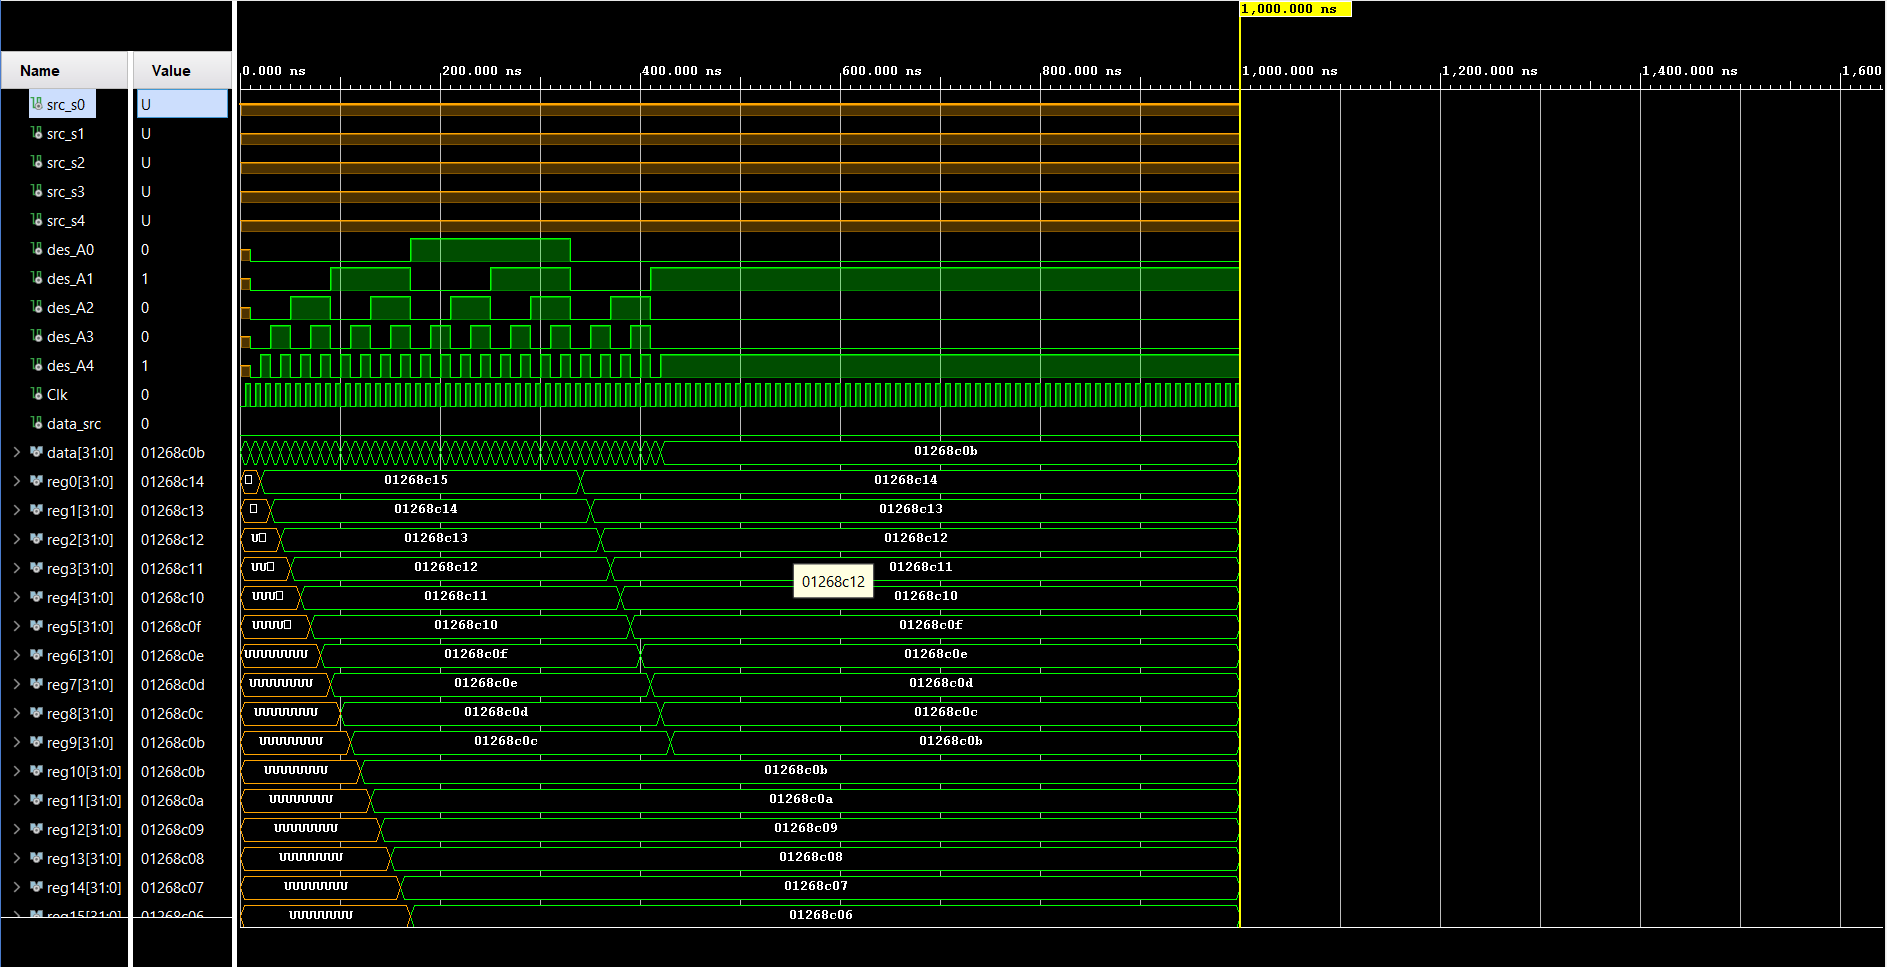 1,000.000 ns
Name Value 0.000 ns 200.000 ns 400.000 ns 600.000 ns 800.000 ns 1,000.000 ns 1,200.000 ns 1,400.000 ns 1,600
src_s0 U
src_s1 U
src_s2 U
src_s3 U
src_s4 U
des_A0 0
des_A1 1
des_A2 0
des_A3 0
des_A4 1
Clk 0
data_src 0
data[31:0] 01268c0b 01268c0b
reg0[31:0] 01268c14 01268c15 01268c14
reg1[31:0] 01268c13 01268c14 01268c13
reg2[31:0] 01268c12 U 01268c13 01268c12
reg3[31:0] 01268c11 UU 01268c12 01268c11
01268c12
reg4[31:0] 01268c10 UUU 01268c11 01268c10
reg5[31:0] 01268c0f UUUU 01268c10 01268c0f
reg6[31:0] 01268c0e UUUUUUUU 01268c0f 01268c0e
reg7[31:0] 01268c0d UUUUUUUU 01268c0e 01268c0d
reg8[31:0] 01268c0c UUUUUUUU 01268c0d 01268c0c
reg9[31:0] 01268c0b UUUUUUUU 01268c0c 01268c0b
reg10[31:0] 01268c0b UUUUUUUU 01268c0b
reg11[31:0] 01268c0a UUUUUUUU 01268c0a
reg12[31:0] 01268c09 UUUUUUUU 01268c09
reg13[31:0] 01268c08 UUUUUUUU 01268c08
reg14[31:0] 01268c07 UUUUUUUU 01268c07
reg15[31:0] 01268c06 UUUUUUUU 01268c06